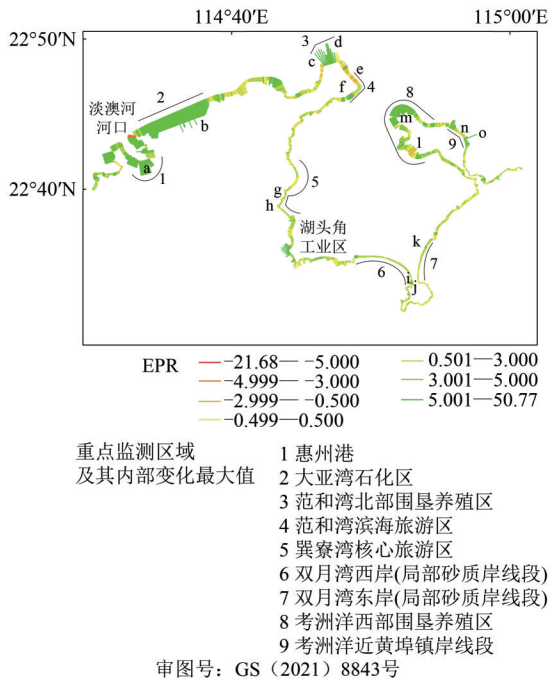 114°40′E
115°00′E
22°50′N
22°40′N
3
d
c
e
f
4
2
淡澳河
河口
b
a
1
8
m
n
o
9
l
5
g
h
湖头角
工业区
k
6
7
i
j
EPR
−21.68— −5.000
−4.999— −3.000
−2.999— −0.500
−0.499—0.500
0.501—3.000
3.001—5.000
5.001—50.77
重点监测区域
及其内部变化最大值
1 惠州港
2 大亚湾石化区
3 范和湾北部围垦养殖区
4 范和湾滨海旅游区
5 巽寮湾核心旅游区
6 双月湾西岸(局部砂质岸线段)
7 双月湾东岸(局部砂质岸线段)
8 考洲洋西部围垦养殖区
9 考洲洋近黄埠镇岸线段
审图号：GS（2021）8843号